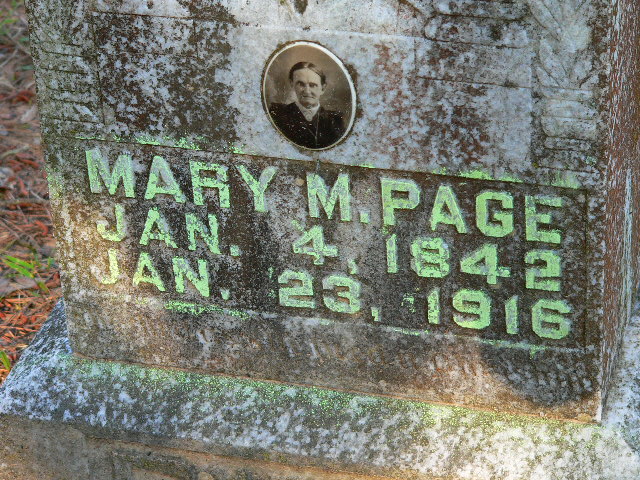 MARY M. PAGE
JAN. 4, 1842
JAN. 23, 1916